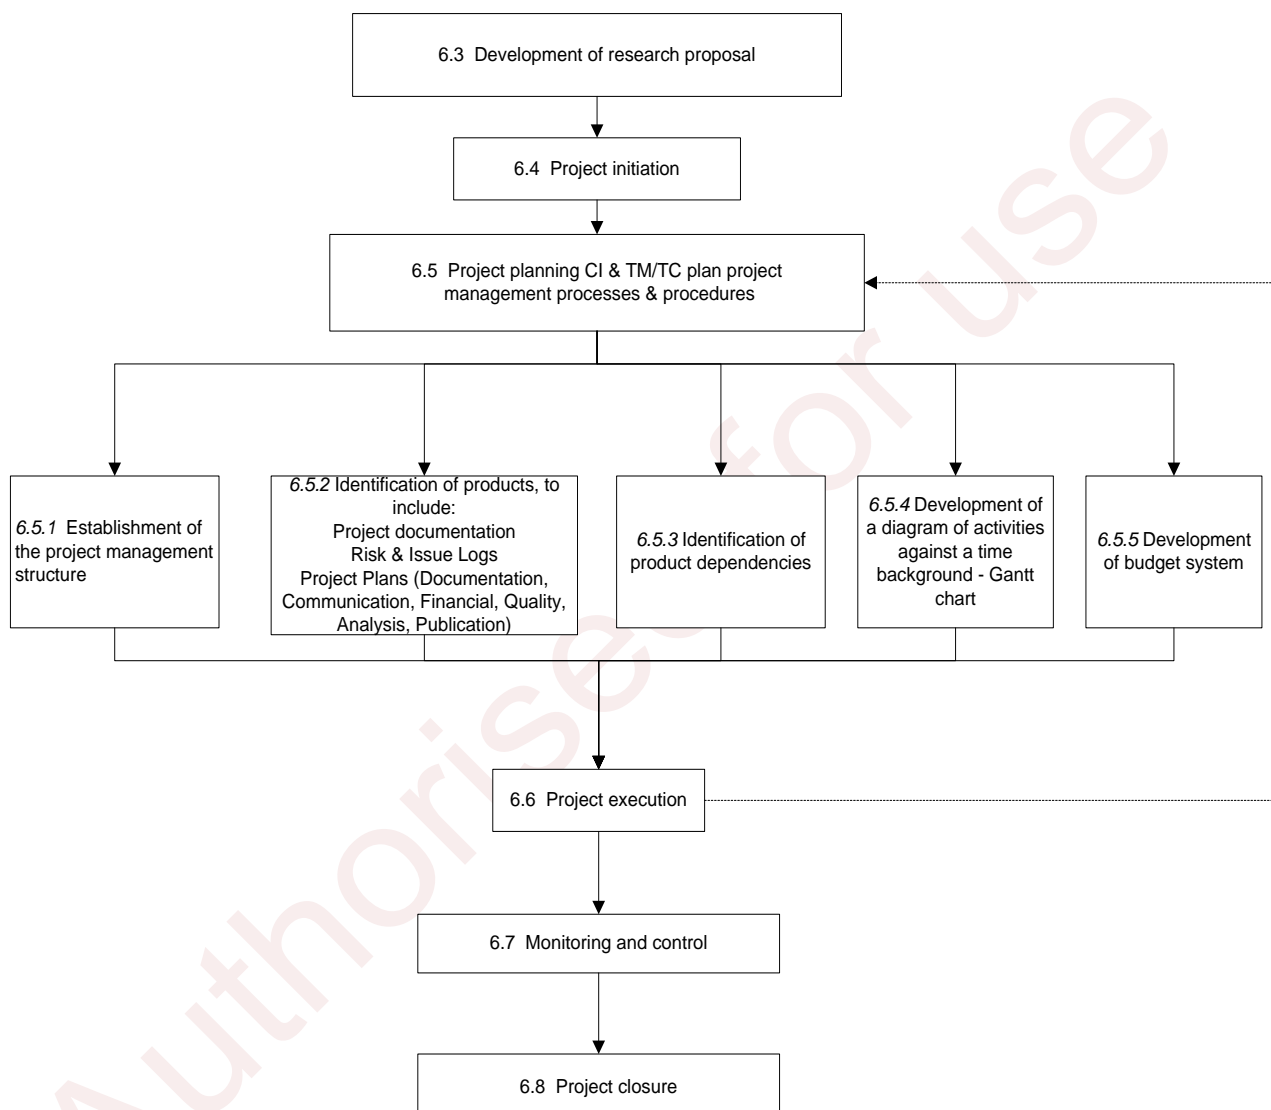 6.3 Development of research proposal
6.4 Project initiation
6.5 Project planning CI & TM/TC plan project
management processes & procedures
6.5.1 Establishment of
the project management
structure
6.5.2 Identification of products, to
include:
Project documentation
Risk & Issue Logs
Project Plans (Documentation,
Communication, Financial, Quality,
Analysis, Publication)
6.5.3 Identification of
product dependencies
6.5.4 Development of
a diagram of activities
against a time
background - Gantt
chart
6.5.5 Development
of budget system
6.6 Project execution
6.7 Monitoring and control
6.8 Project closure
Authorised for use